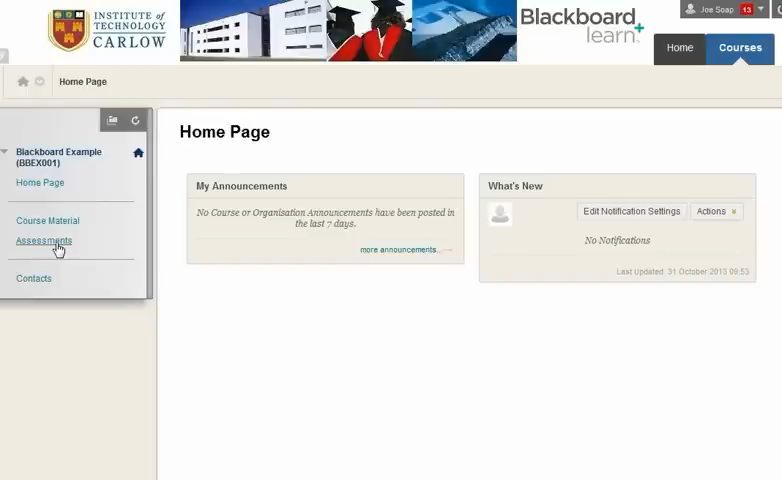 INSTITUTE of
TECHNOLOGY
CARLOW
Blackboard
learn+
Joe Soap 13
Home
Courses
Home Page
Blackboard Example
(BBEX001)
Home Page
Course Material
Assessments
Contacts
Home Page
My Announcements
No Course or Organisation Announcements have been posted in
the last 7 days.
more announcements... →
What's New
Edit Notification Settings
Actions
No Notifications
Last Updated: 31 October 2013 09:53